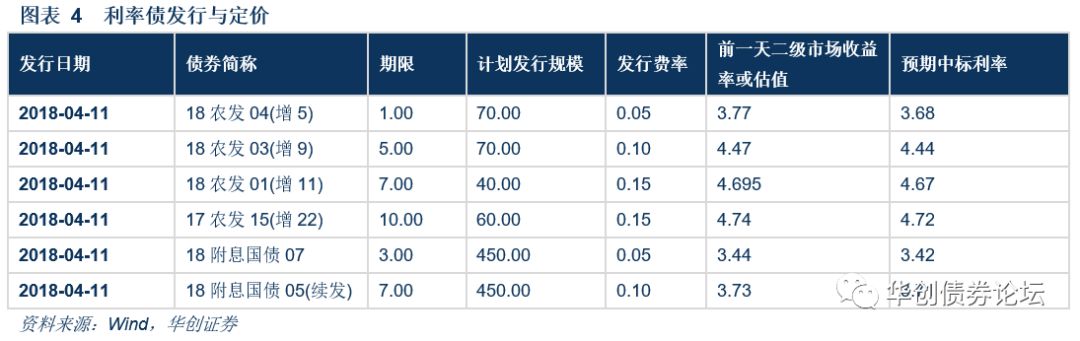 图表 4 利率债发行与定价
发行日期 债券简称 期限 计划发行规模 发行费率 前一天二级市场收益率或估值 预期中标利率
2018-04-11 18 农发 04(增 5) 1.00 70.00 0.05 3.77 3.68
2018-04-11 18 农发 03(增 9) 5.00 70.00 0.10 4.47 4.44
2018-04-11 18 农发 01(增 11) 7.00 40.00 0.15 4.695 4.67
2018-04-11 17 农发 15(增 22) 10.00 60.00 0.15 4.74 4.72
2018-04-11 18 附息国债 07 3.00 450.00 0.05 3.44 3.42
2018-04-11 18 附息国债 05(续发) 7.00 450.00 0.10 3.73
华创债券论坛
资料来源：Wind，华创证券